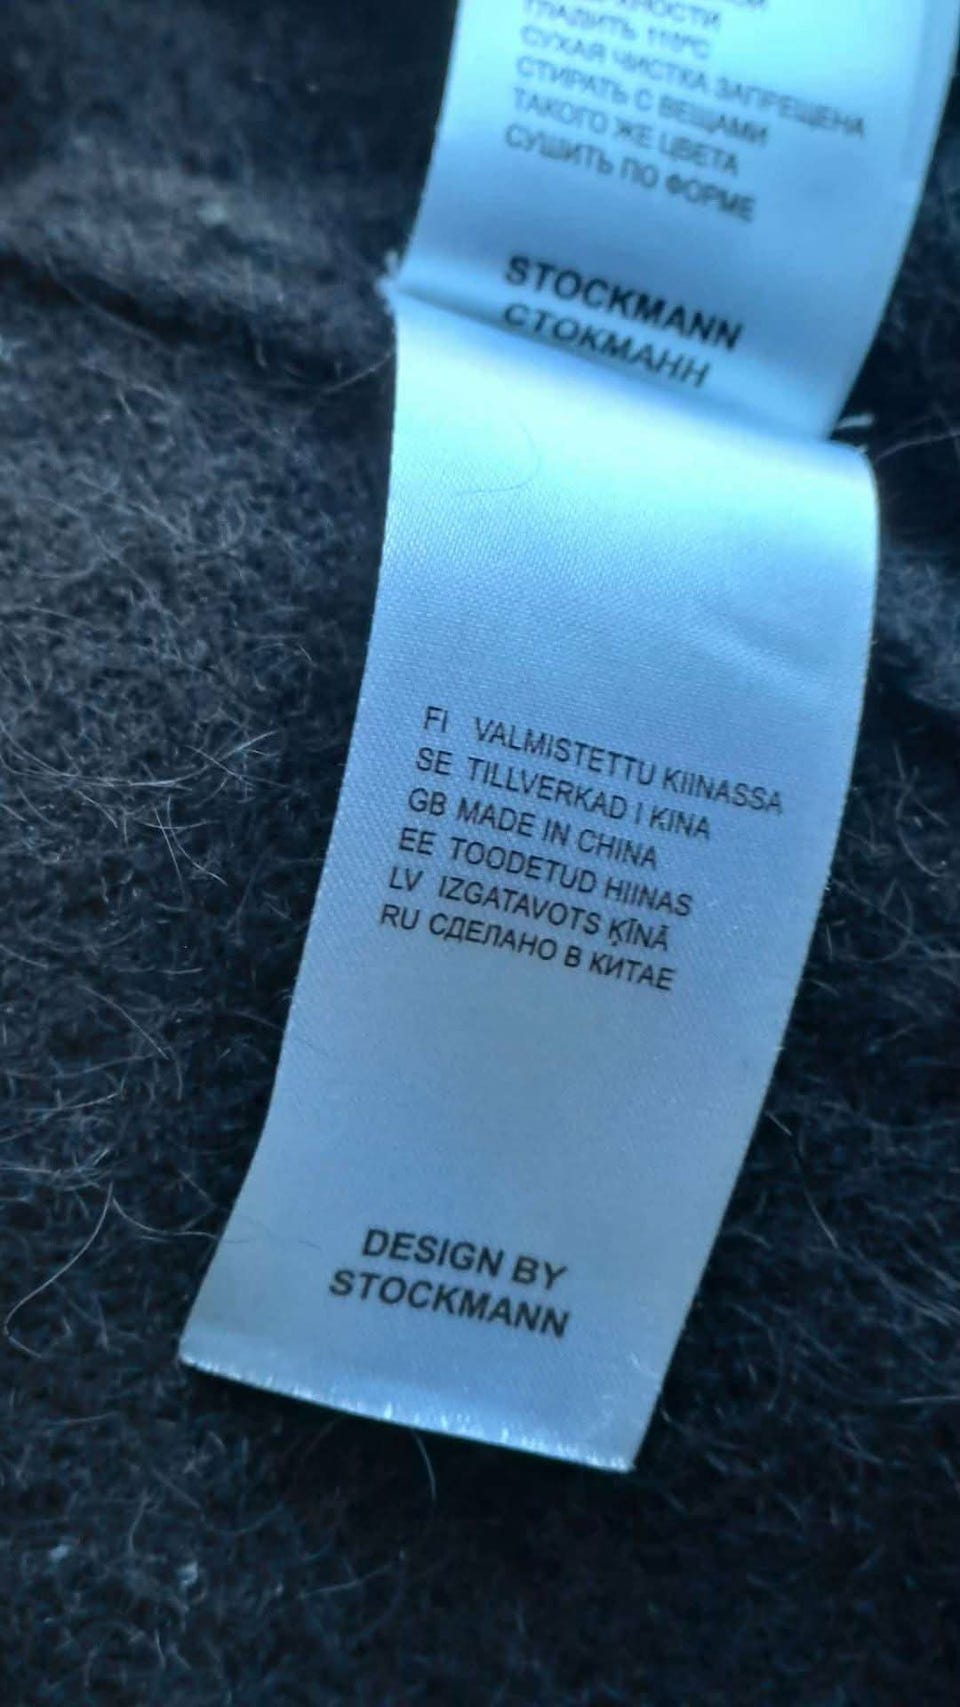 ГЛАДИТЬ 110°С
СУХАЯ ЧИСТКА ЗАПРЕЩЕНА
СТИРАТЬ С ВЕЩАМИ
ТАКОГО ЖЕ ЦВЕТА
СУШИТЬ ПО ФОРМЕ
STOCKMANN
СТОКМАНН
FI VALMISTETTU KIINASSA
SE TILLVERKAD I KINA
GB MADE IN CHINA
EE TOODETUD HIINAS
LV IZGATAVOTS ĶĪNĀ
RU СДЕЛАНО В КИТАЕ
DESIGN BY
STOCKMANN